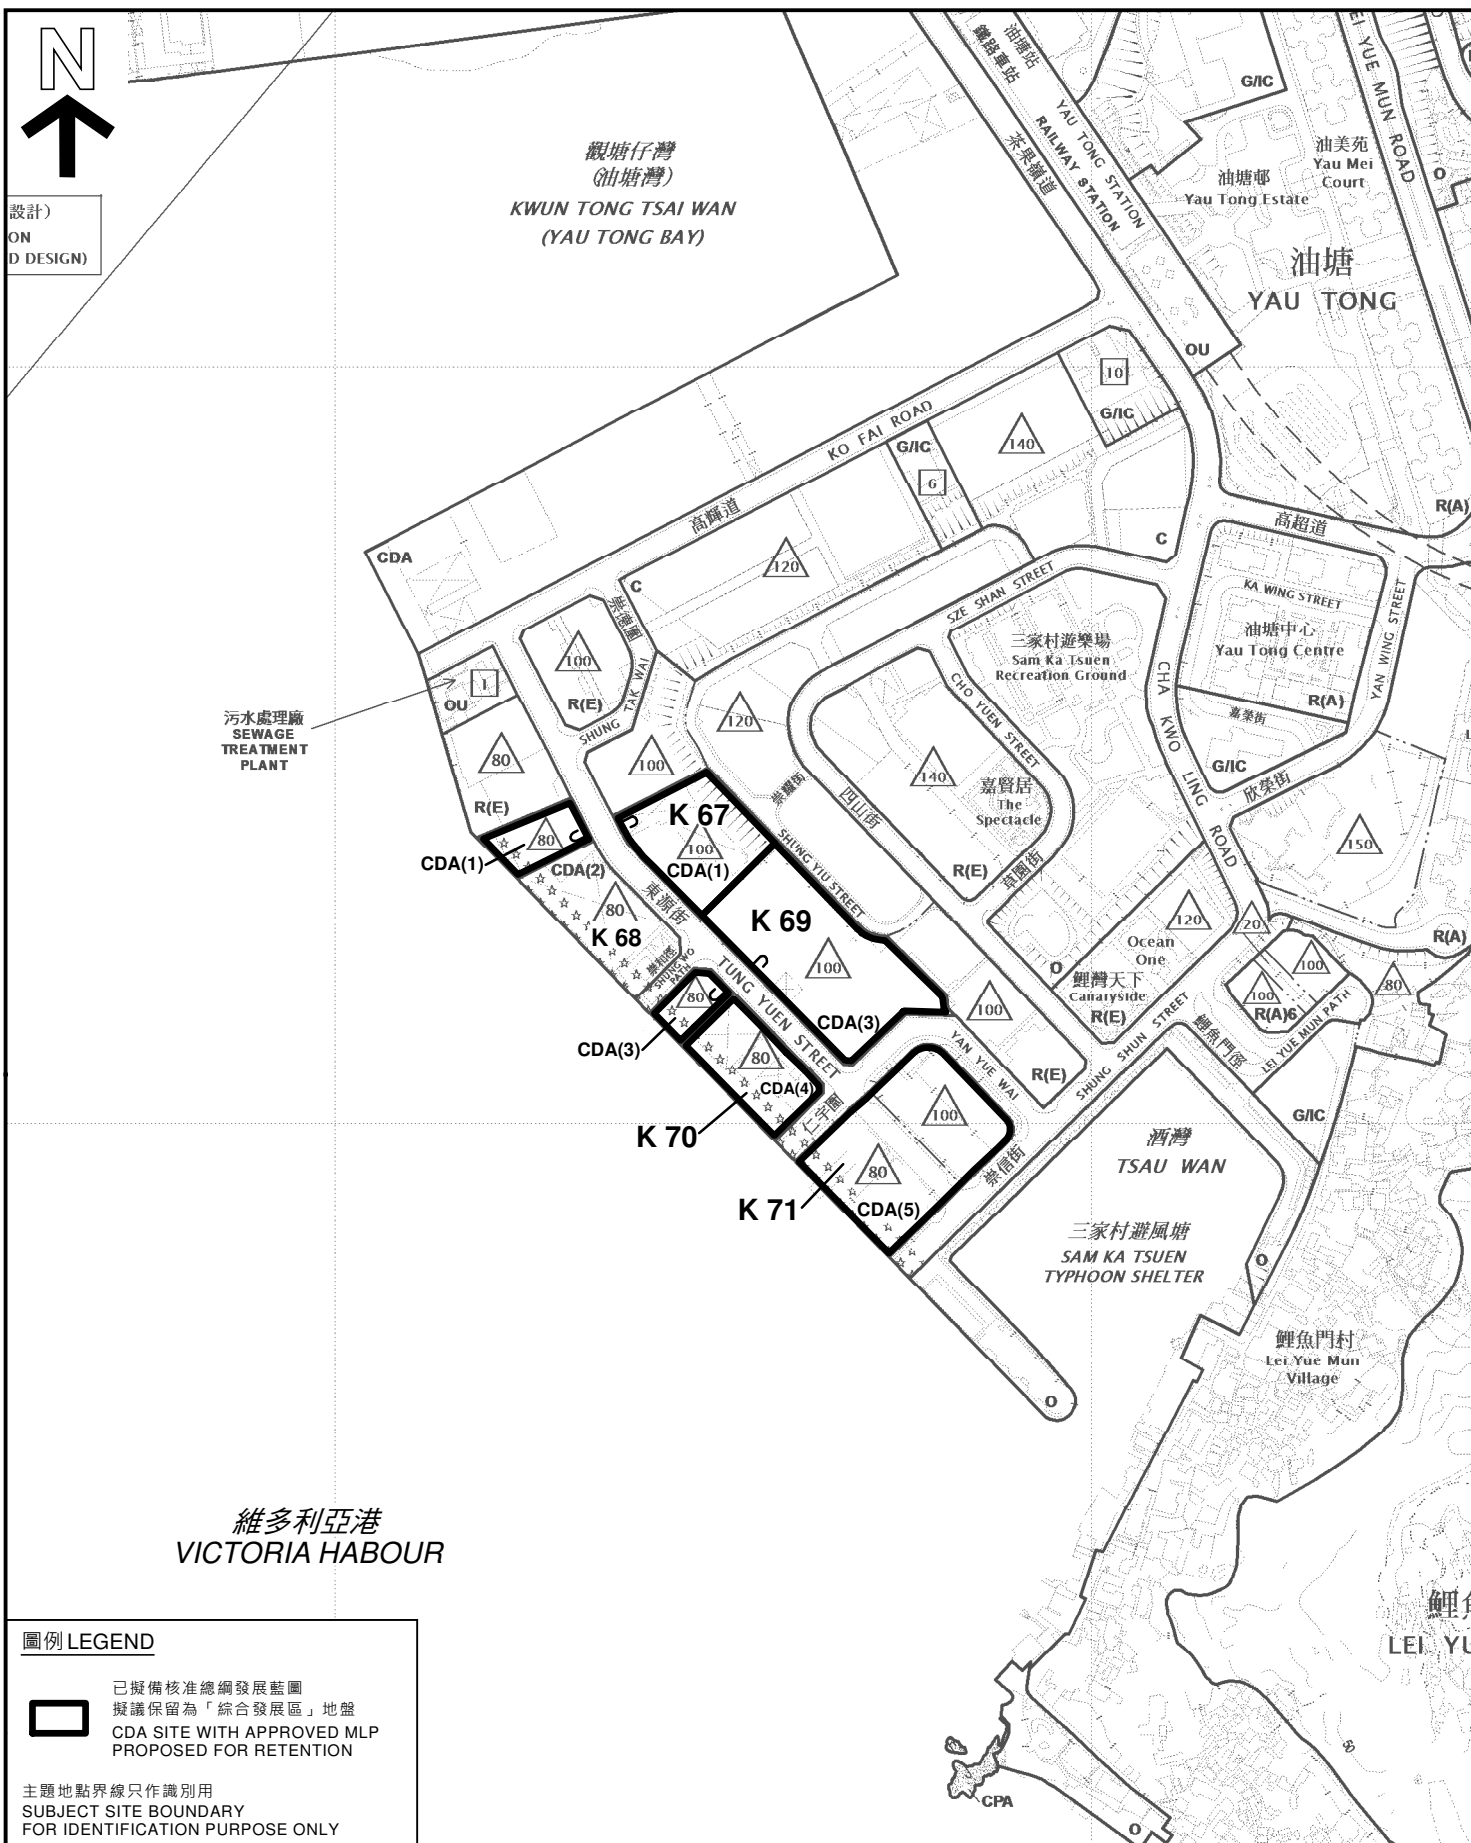 N
設計）
ON
D DESIGN)
觀塘仔灣
（油塘灣）
KWUN TONG TSAI WAN
(YAU TONG BAY)
油塘站
鐵路車站
YAU TONG STATION
RAILWAY STATION
茶果嶺道
G/IC
EI YUE MUN ROAD
油美苑
Yau Mei
Court
O
油塘邨
Yau Tong Estate
油塘
YAU TONG
OU
10
G/IC
KO FAI ROAD
高輝道
G/IC
6
140
R(A)
高超道
C
CDA
120
C
崇德圍
SZE SHAN STREET
KA WING STREET
油塘中心
Yau Tong Centre
YAN WING STREET
R(A)
三家村遊樂場
Sam Ka Tsuen
Recreation Ground
100
R(E)
SHUNG TAK WAI
1
OU
污水處理廠
SEWAGE
TREATMENT
PLANT
CHO YUEN STREET
CHA KWO LING ROAD
嘉榮街
G/IC
欣榮街
120
80
100
140
嘉賢居
The
Spectacle
四山街
崇耀街
R(E)
K 67
100
CDA(1)
SHUNG YIU STREET
R(E)
草園街
150
80
CDA(1)
CDA(2)
80
K 68
東源街
K 69
100
CDA(3)
120
20
Ocean
One
R(A)
O
鯉灣天下
Canaryside
R(E)
100
100
R(A)6
80
崇和徑
SHUNG WO
PATH
TUNG YUEN STREET
80
CDA(3)
100
鯉魚門徑
LEI YUE MUN PATH
80
CDA(4)
YAN YUE WAI
R(E)
SHUNG SHUN STREET
K 70
仁宇圍
100
G/IC
酒灣
TSAU WAN
80
CDA(5)
K 71
崇信街
三家村避風塘
SAM KA TSUEN
TYPHOON SHELTER
O
鯉魚門村
Lei Yue Mun
Village
O
維多利亞港
VICTORIA HABOUR
LEI YU
50
CPA
O
圖例 LEGEND
已擬備核准總綱發展藍圖
擬議保留為「綜合發展區」地盤
CDA SITE WITH APPROVED MLP
PROPOSED FOR RETENTION
主題地點界線只作識別用
SUBJECT SITE BOUNDARY
FOR IDENTIFICATION PURPOSE ONLY